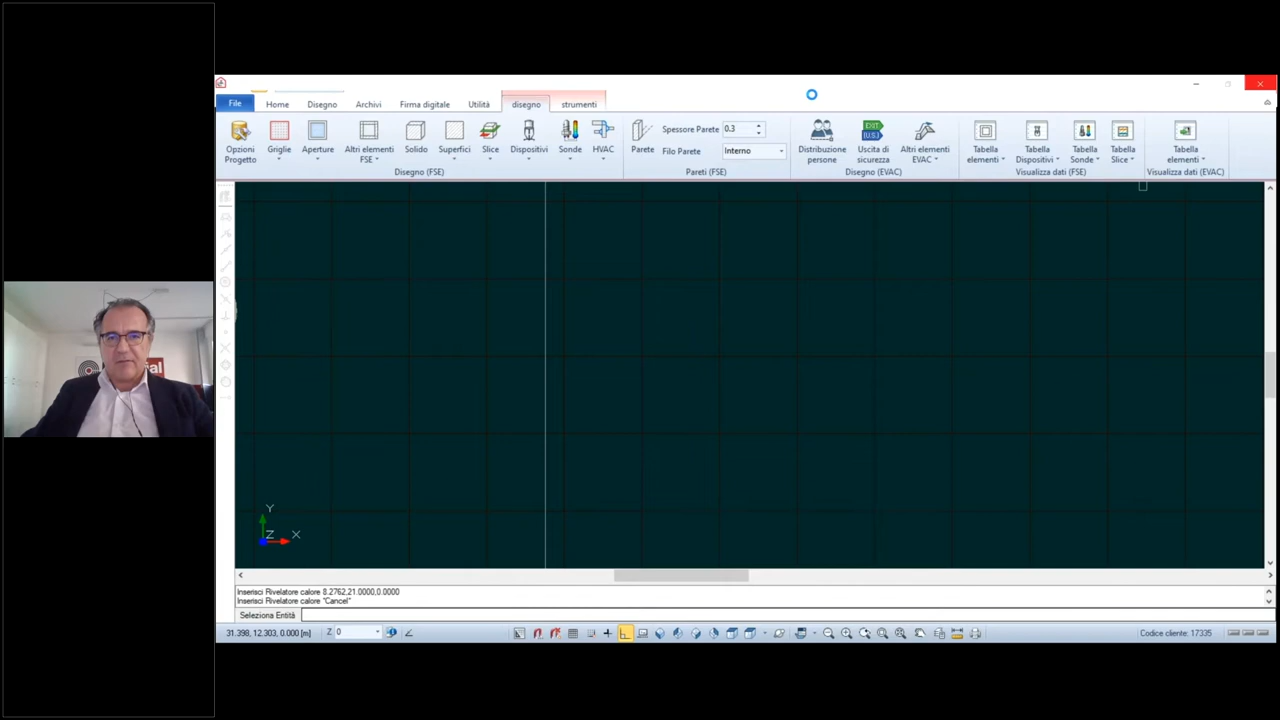 File Home Disegno Archivi Firma digitale Utilità disegno strumenti
Opzioni Progetto
Griglie
Aperture
Altri elementi FSE
Solido
Superfici
Slice
Dispositivi
Sonde
HVAC
Disegno (FSE)
Parete
Spessore Parete 0.3
Filo Parete Interno
Pareti (FSE)
Distribuzione persone
EXIT
(U.S.)
Uscita di sicurezza
Altri elementi EVAC
Disegno (EVAC)
Tabella elementi
Tabella Dispositivi
Tabella Sonde
Tabella Slice
Visualizza dati (FSE)
Tabella elementi
Visualizza dati (EVAC)
ial
Y
Z X
Inserisci Rivelatore calore 8.2762,21.0000,0.0000
Inserisci Rivelatore calore *Cancel*
Seleziona Entità
31.398, 12.303, 0.000 [m] Z 0 Codice cliente: 17335